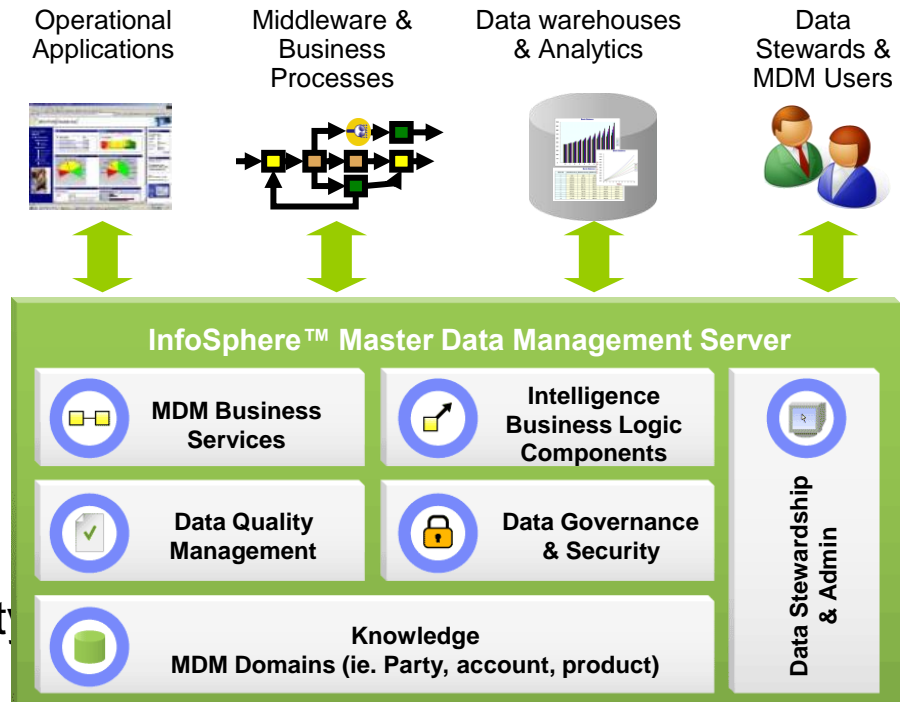 Operational
Applications
Middleware &
Business
Processes
Data warehouses
& Analytics
Data
Stewards &
MDM Users
InfoSphere™ Master Data Management Server
MDM Business
Services
Intelligence
Business Logic
Components
Data Quality
Management
Data Governance
& Security
Knowledge
MDM Domains (ie. Party, account, product)
Data Stewardship
& Admin